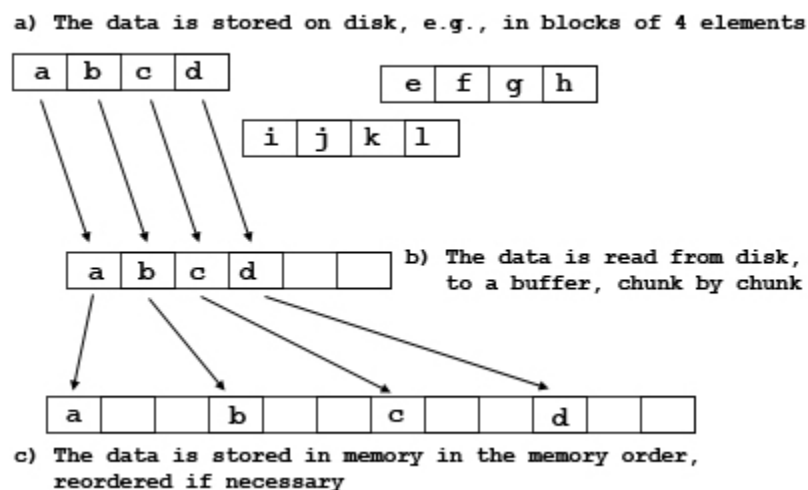 a) The data is stored on disk, e.g., in blocks of 4 elements
a b c d
e f g h
i j k l
a b c d
b) The data is read from disk,
to a buffer, chunk by chunk
a b c d
c) The data is stored in memory in the memory order,
reordered if necessary